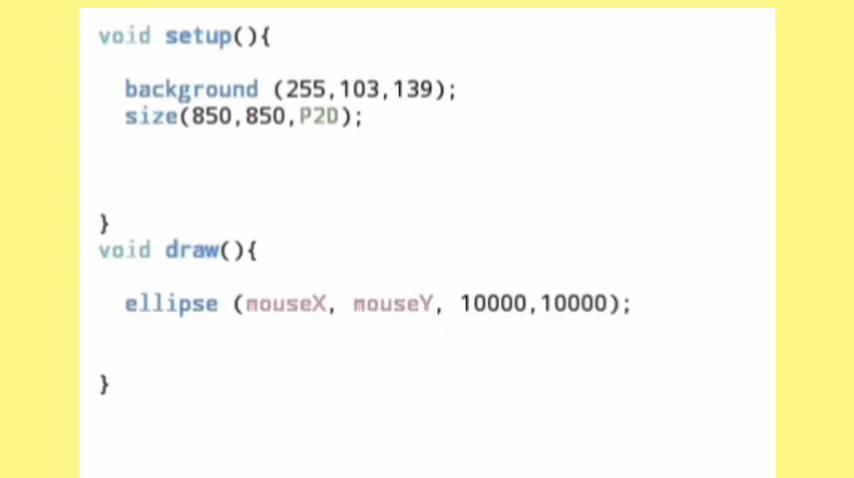 void setup(){
background (255,103,139);
size(850,850,P2D);
}
void draw(){
ellipse (mouseX, mouseY, 10000,10000);
}